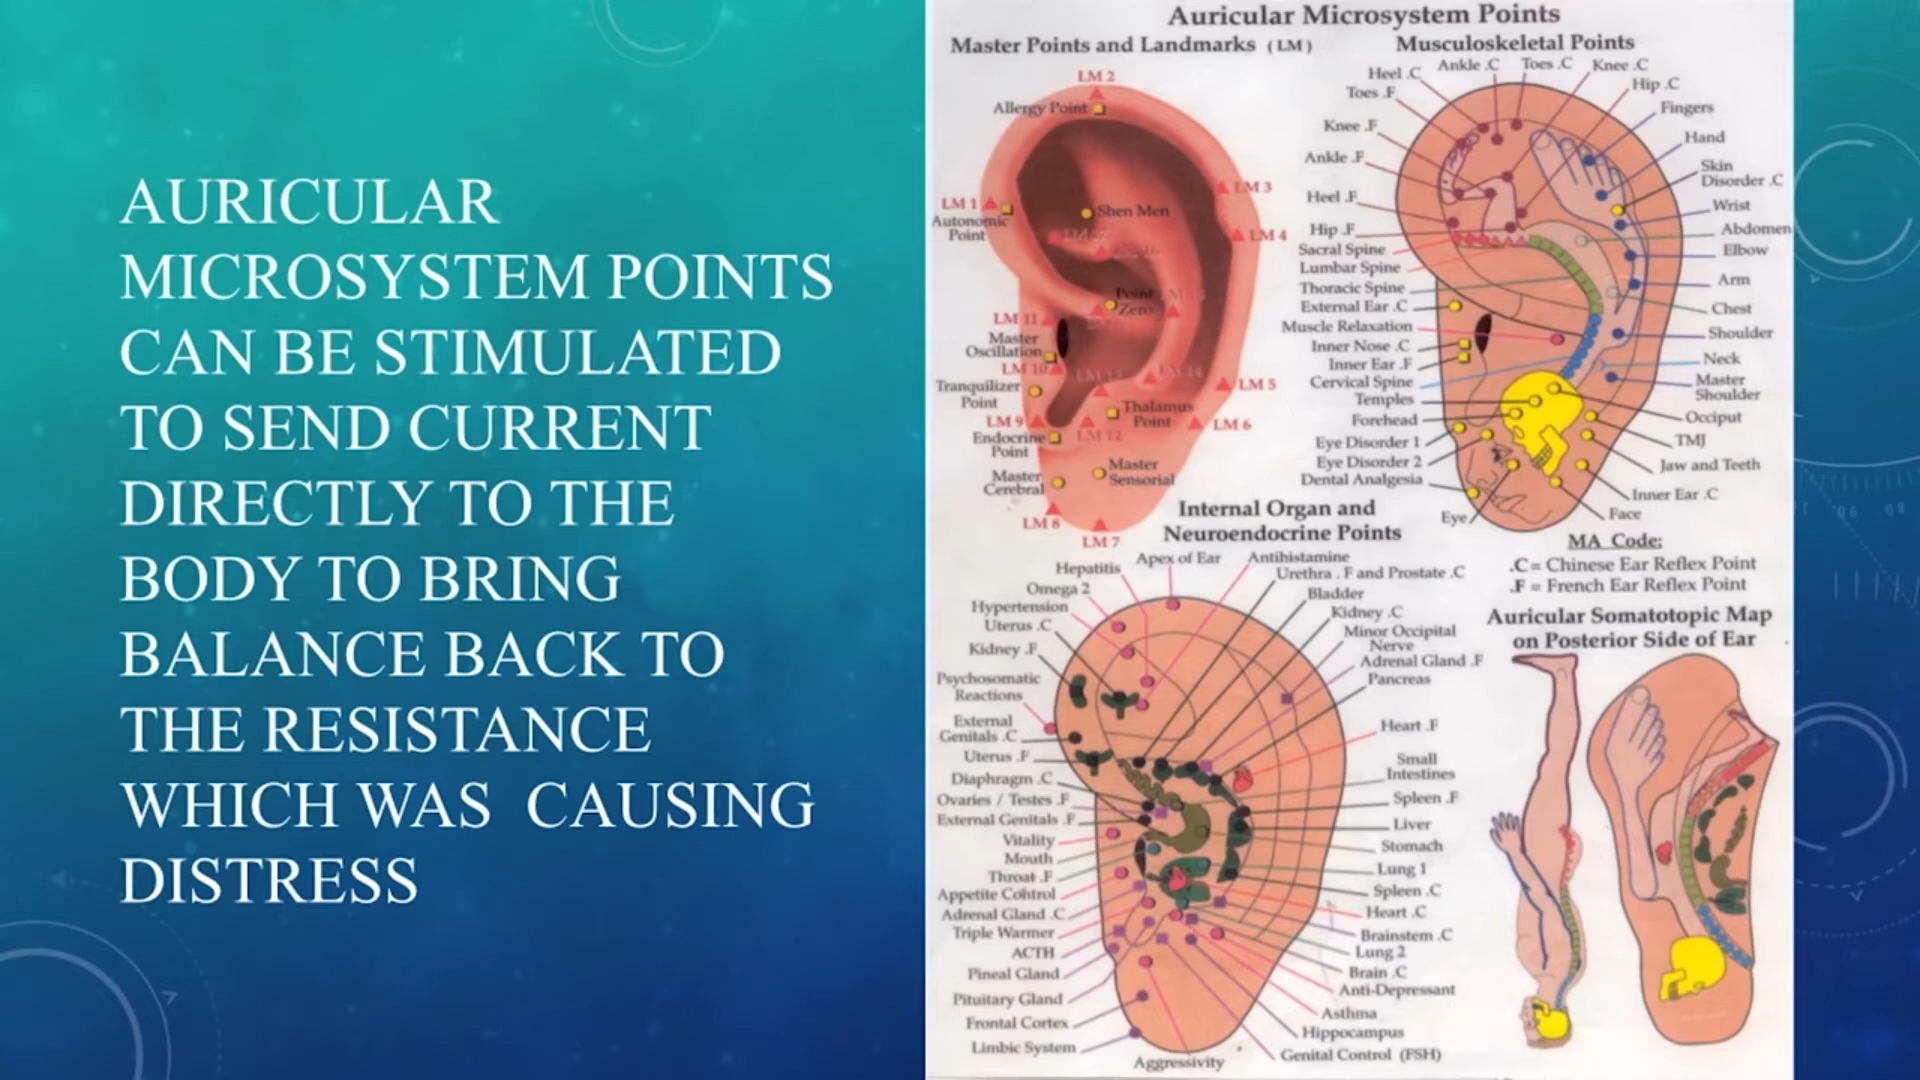 AURICULAR
MICROSYSTEM POINTS
CAN BE STIMULATED
TO SEND CURRENT
DIRECTLY TO THE
BODY TO BRING
BALANCE BACK TO
THE RESISTANCE
WHICH WAS CAUSING
DISTRESS
Auricular Microsystem Points
Master Points and Landmarks (LM)
LM 2
Allergy Point
LM 3
LM 1
Autonomic
Point
Shen Men
LM 4
Point
Zero
LM 11
Master
Oscillation
LM 10
LM 5
Tranquilizer
Point
Thalamus
Point
LM 9
LM 12
LM 6
Endocrine
Point
Master
Sensorial
Master
Cerebral
LM 8
LM 7
Musculoskeletal Points
Heel .C
Ankle .C
Toes .C
Knee .C
Toes .F
Hip .C
Fingers
Knee .F
Hand
Ankle .F
Skin
Disorder .C
Heel .F
Wrist
Hip .F
Abdomen
Sacral Spine
Elbow
Lumbar Spine
Thoracic Spine
Arm
External Ear .C
Chest
Muscle Relaxation
Shoulder
Inner Nose .C
Inner Ear .F
Neck
Cervical Spine
Master
Shoulder
Temples
Forehead
Occiput
Eye Disorder 1
TMJ
Eye Disorder 2
Jaw and Teeth
Dental Analgesia
Inner Ear .C
Eye
Face
MA Code:
.C = Chinese Ear Reflex Point
.F = French Ear Reflex Point
Internal Organ and
Neuroendocrine Points
Hepatitis
Apex of Ear
Antihistamine
Urethra .F and Prostate .C
Omega 2
Bladder
Hypertension
Kidney .C
Uterus .C
Minor Occipital
Nerve
Kidney .F
Adrenal Gland .F
Pancreas
Psychosomatic
Reactions
External
Genitals .C
Heart .F
Uterus .F
Small
Intestines
Diaphragm .C
Ovaries / Testes .F
Spleen .F
External Genitals .F
Liver
Vitality
Stomach
Mouth
Lung 1
Throat .F
Spleen .C
Appetite Control
Adrenal Gland .C
Heart .C
Triple Warmer
Brainstem .C
ACTH
Lung 2
Pineal Gland
Brain .C
Pituitary Gland
Anti-Depressant
Frontal Cortex
Asthma
Limbic System
Hippocampus
Aggressivity
Genital Control (FSH)
Auricular Somatotopic Map
on Posterior Side of Ear